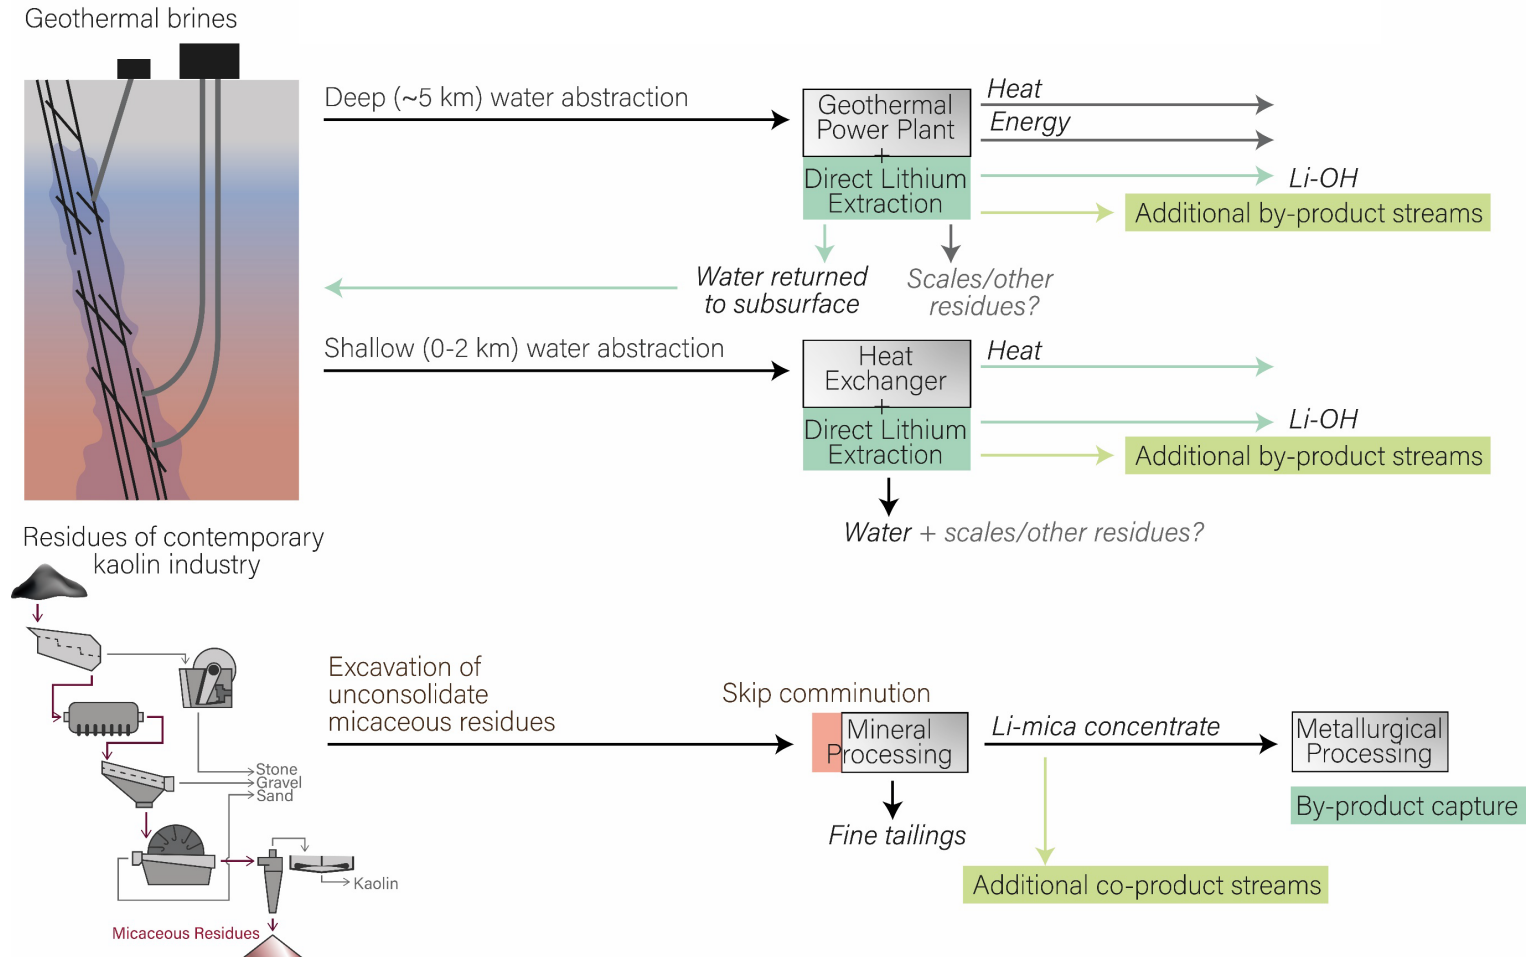 Geothermal brines
Deep (~5 km) water abstraction
Geothermal
Power Plant
+
Direct Lithium
Extraction
Heat
Energy
Li-OH
Additional by-product streams
Water returned
to subsurface
Scales/other
residues?
Shallow (0-2 km) water abstraction
Heat
Exchanger
+
Direct Lithium
Extraction
Heat
Li-OH
Additional by-product streams
Water + scales/other residues?
Residues of contemporary
kaolin industry
Stone
Gravel
Sand
Kaolin
Micaceous Residues
Excavation of
unconsolidate
micaceous residues
Skip comminution
Mineral
Processing
Fine tailings
Li-mica concentrate
Additional co-product streams
Metallurgical
Processing
By-product capture